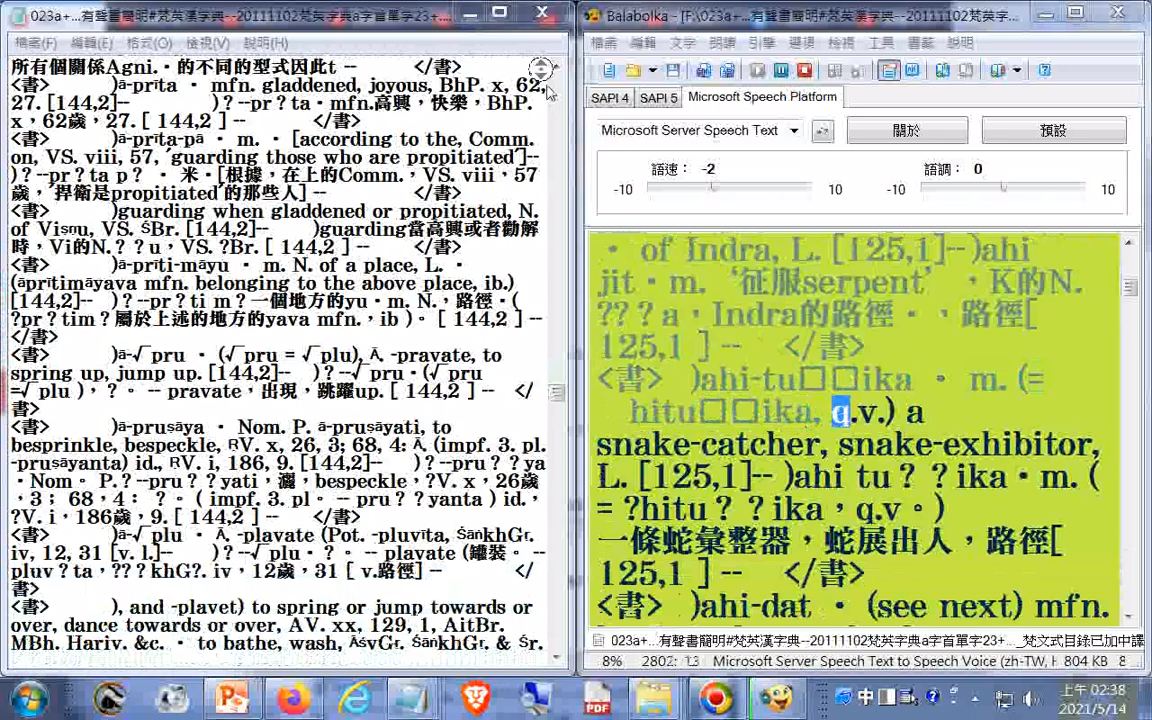 023a+...有聲書簡明#梵英漢字典--20111102梵英字典a字首單字23+...
檔案(F) 編輯(E) 格式(O) 檢視(V) 說明(H)
所有個關係Agni.‧的不同的型式因此t -- </書>
<書> )ā-prīta ‧ mfn. gladdened, joyous, BhP. x, 62,
27. [144,2]-- )?--pr?ta‧mfn.高興，快樂，BhP.
x，62歲，27. [ 144,2 ] -- </書>
<書> )ā-prīta-pā ‧ m. ‧ [according to the, Comm.
on, VS. viii, 57, 'guarding those who are propitiated']--
)?--pr?ta p? ‧ 米‧[根據，在上的Comm.，VS. viii，57
歲，'捍衛是propitiated'的那些人] -- </書>
<書> )guarding when gladdened or propitiated, N.
of Viṣṇu, VS. ŚBr. [144,2]-- )guarding當高興或者勸解
時，Vi的N.??u，VS. ?Br. [ 144,2 ] -- </書>
<書> )ā-prīti-māyu ‧ m. N. of a place, L. ‧
(āprītimāyava mfn. belonging to the above place, ib.)
[144,2]-- )?--pr?ti m?一個地方的yu‧m. N.，路徑‧(
?pr?tim?屬於上述的地方的yava mfn.，ib )。 [ 144,2 ] --
</書>
<書> )ā-√pru ‧ (√pru = √plu), Ā. -pravate, to
spring up, jump up. [144,2]-- )?--√pru‧(√pru
=√plu )，?。 -- pravate，出現，跳躍up. [ 144,2 ] -- </
書>
<書> )ā-pruṣāya ‧ Nom. P. ā-pruṣāyati, to
besprinkle, bespeckle, RV. x, 26, 3; 68, 4: Ā. (impf. 3. pl.
-pruṣāyanta) id., RV. i, 186, 9. [144,2]-- )?--pru??ya
‧Nom。 P.?--pru??yati，灑，bespeckle，?V. x，26歲
，3；68，4：?。( impf. 3. pl。 -- pru??yanta ) id.，
?V. i，186歲，9. [ 144,2 ] -- </書>
<書> )ā-√ plu ‧ Ā. -plavate (Pot. -pluvīta, ŚāṅkhGr.
iv, 12, 31 [v. l.]-- )?--√plu‧?。 -- plavate (罐裝。 --
pluv?ta，???khG?. iv，12歲，31 [ v.路徑] -- </
書>
<書> ), and -plavet) to spring or jump towards or
over, dance towards or over, AV. xx, 129, 1, AitBr.
MBh. Hariv. &c. ‧ to bathe, wash, ĀśvGr. ŚāṅkhGr. & Śr.
Balabolka - [F:\023a+...有聲書簡明#梵英漢字典--20111102梵英字...
檔案 編輯 文字 朗讀 引擎 選項 檢視 工具 書籤 說明
SAPI 4 SAPI 5 Microsoft Speech Platform
Microsoft Server Speech Text 關於 預設
語速： -2 語調： 0
-10 10 -10 10
‧ of Indra, L. [125,1]--)ahi
jit‧m.‘征服serpent’，K的N.
???a，Indra的路徑‧，路徑[
125,1 ] -- </書>
<書> )ahi-tu□□ika ‧ m. (=
hitu□□ika, q.v.) a
snake-catcher, snake-exhibitor,
L. [125,1]-- )ahi tu??ika‧m. (
= ?hitu??ika，q.v。)
一條蛇彙整器，蛇展出人，路徑[
125,1 ] -- </書>
<書> )ahi-dat ‧ (see next) mfn.
023a+...有聲書簡明#梵英漢字典--20111102梵英字典a字首單字23+..._梵文式目錄已加中譯
8% 2802: 13 Microsoft Server Speech Text to Speech Voice (zh-TW, H 804 KB 8
中
上午 02:38
2021/5/14